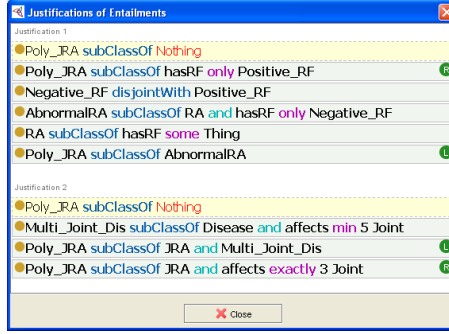 Justifications of Entailments
Justification 1
Poly_JRA subClassOf Nothing
Poly_JRA subClassOf hasRF only Positive_RF
Negative_RF disjointWith Positive_RF
AbnormalRA subClassOf RA and hasRF only Negative_RF
RA subClassOf hasRF some Thing
Poly_JRA subClassOf AbnormalRA
Justification 2
Poly_JRA subClassOf Nothing
Multi_Joint_Dis subClassOf Disease and affects min 5 Joint
Poly_JRA subClassOf JRA and Multi_Joint_Dis
Poly_JRA subClassOf JRA and affects exactly 3 Joint
Close